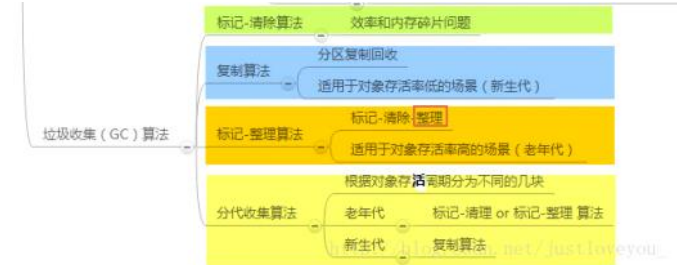 标记-清除算法
效率和内存碎片问题
复制算法
分区复制回收
适用于对象存活率低的场景（新生代）
垃圾收集（GC）算法
标记-整理算法
标记-清除-整理
适用于对象存活率高的场景（老年代）
分代收集算法
根据对象存活周期分为不同的几块
老年代
标记-清理 or 标记-整理 算法
新生代
复制算法